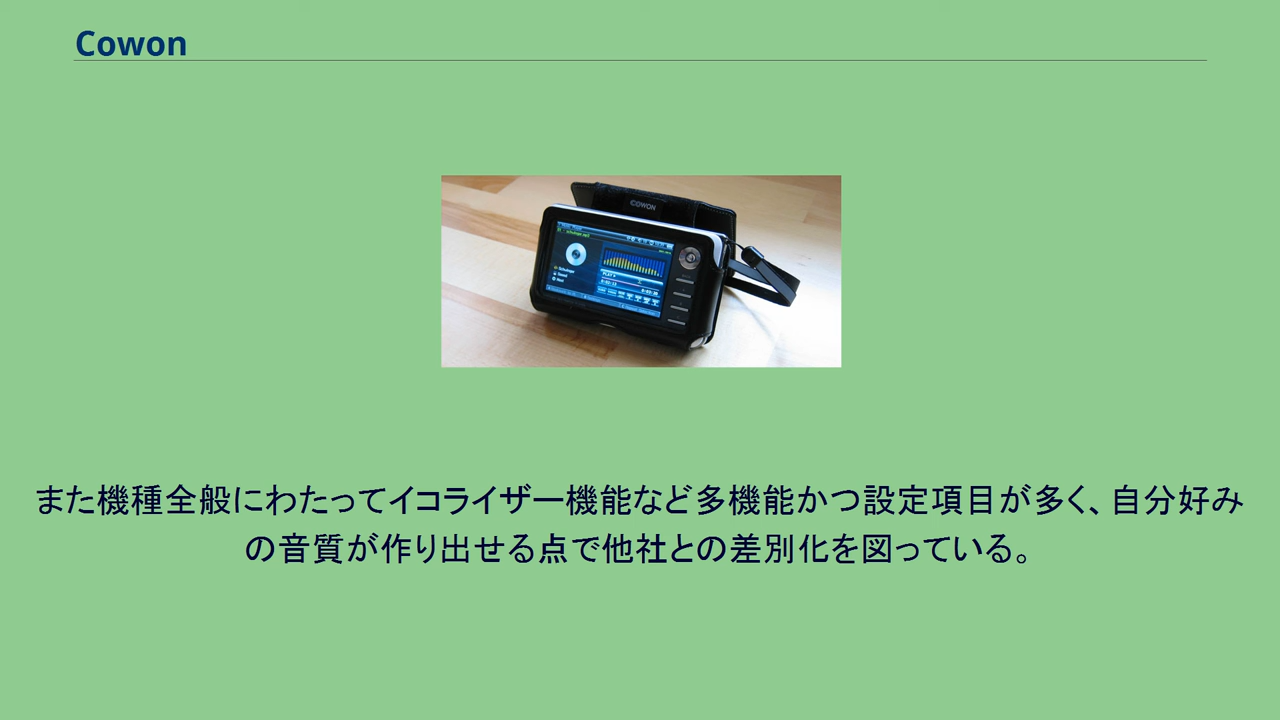 Cowon
COWON
また機種全般にわたってイコライザー機能など多機能かつ設定項目が多く、自分好み
の音質が作り出せる点で他社との差別化を図っている。